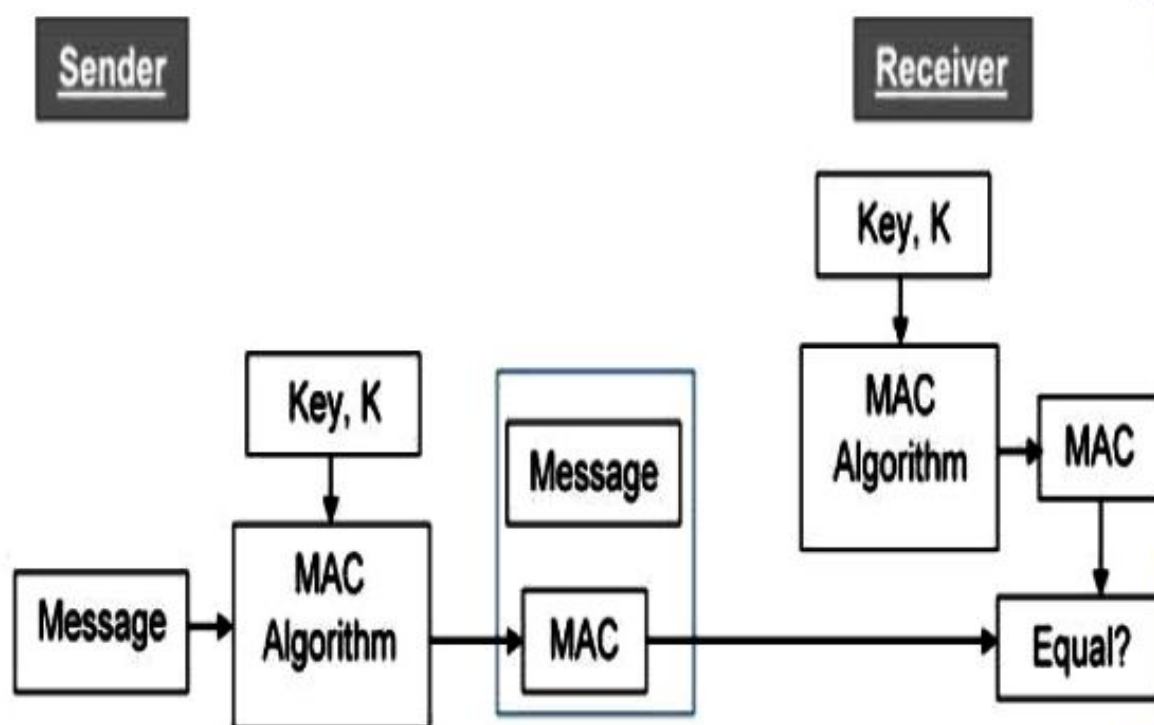 Sender
Receiver
Key, K
MAC
Algorithm
MAC
Key, K
Message
Message
MAC
Algorithm
MAC
Equal?